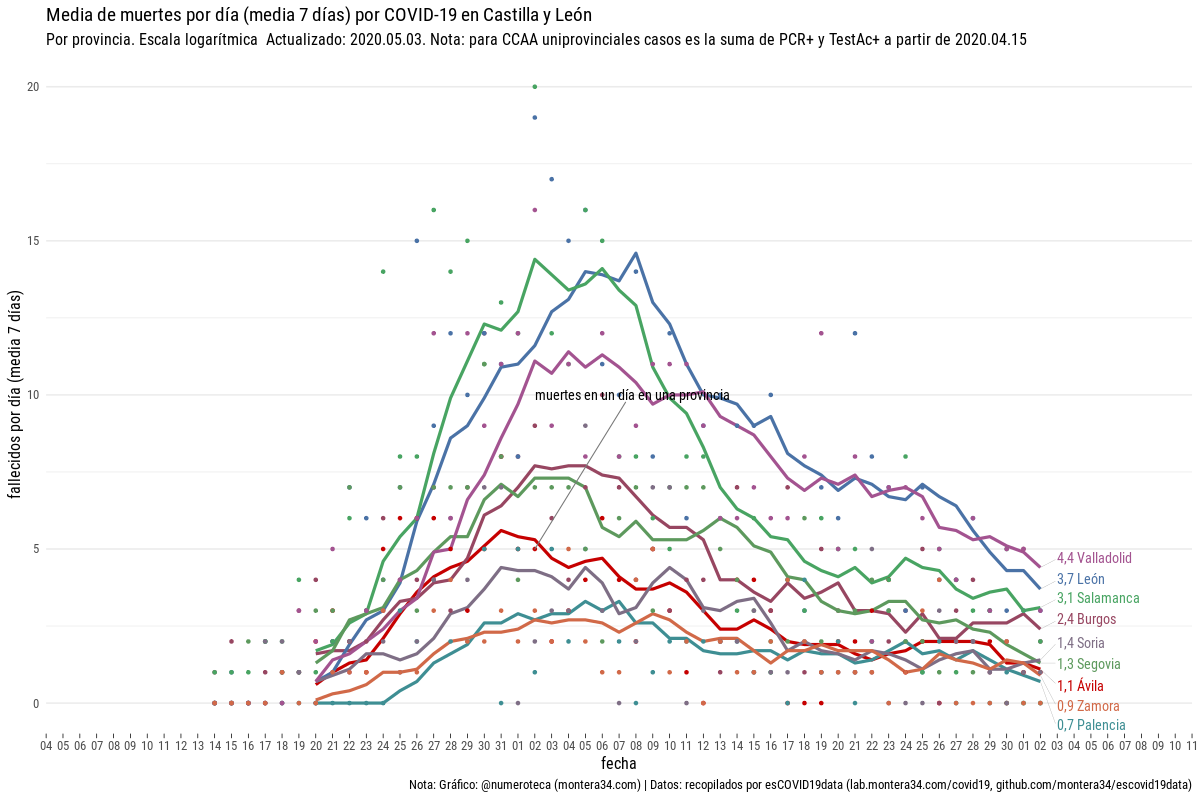 Media de muertes por día (media 7 días) por COVID-19 en Castilla y León
Por provincia. Escala logarítmica  Actualizado: 2020.05.03. Nota: para CCAA uniprovinciales casos es la suma de PCR+ y TestAc+ a partir de 2020.04.15
fallecidos por día (media 7 días)
20
15
10
5
0
muertes en un día en una provincia
4,4 Valladolid
3,7 León
3,1 Salamanca
2,4 Burgos
1,4 Soria
1,3 Segovia
1,1 Ávila
0,9 Zamora
0,7 Palencia
04 05 06 07 08 09 10 11 12 13 14 15 16 17 18 19 20 21 22 23 24 25 26 27 28 29 30 31 01 02 03 04 05 06 07 08 09 10 11 12 13 14 15 16 17 18 19 20 21 22 23 24 25 26 27 28 29 30 01 02 03 04 05 06 07 08 09 10 11
fecha
Nota: Gráfico: @numeroteca (montera34.com) | Datos: recopilados por esCOVID19data (lab.montera34.com/covid19, github.com/montera34/escovid19data)